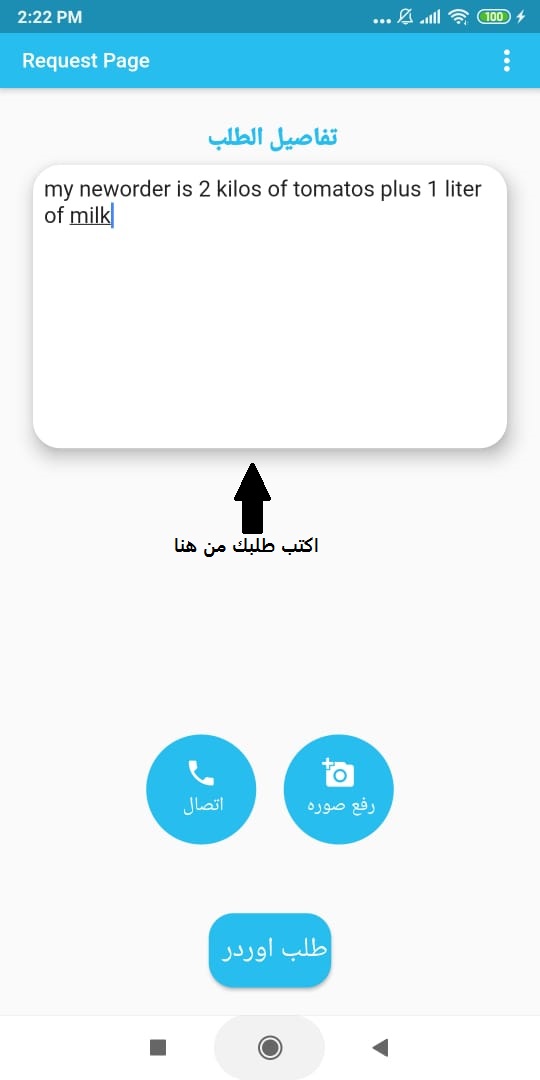 2:22 PM
100
Request Page
تفاصيل الطلب
my neworder is 2 kilos of tomatos plus 1 liter
of milk
اكتب طلبك من هنا
اتصال
رفع صوره
طلب اوردر